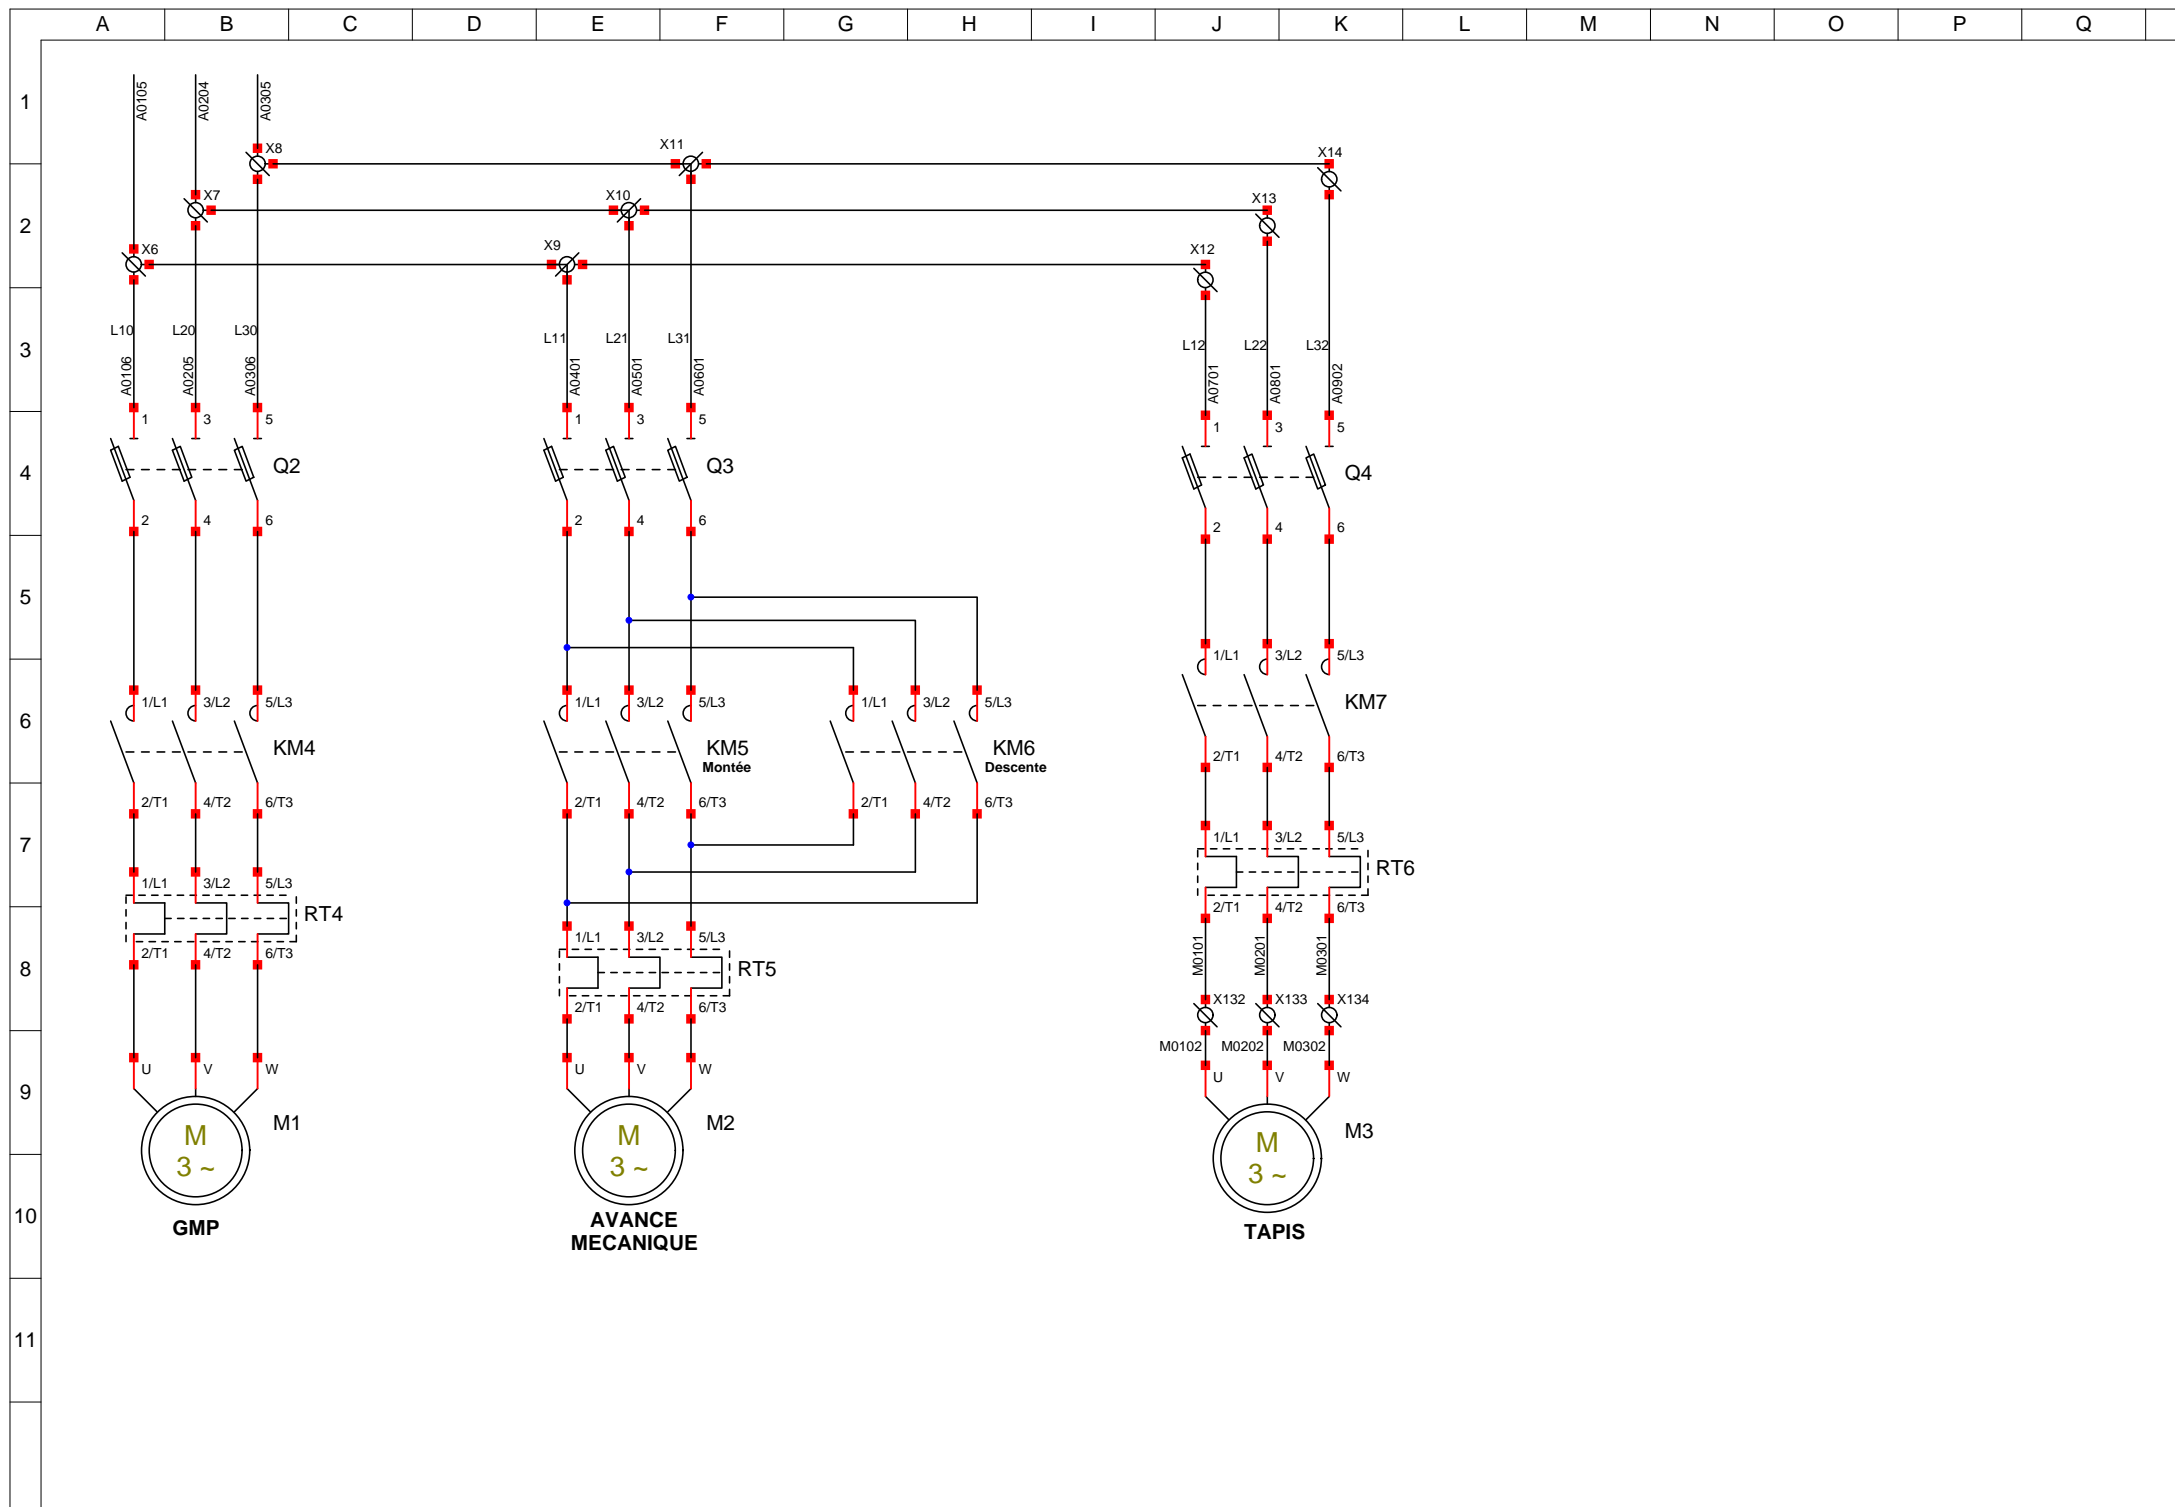 A B C D E F G H I J K L M N O P Q
1
A0105 A0204 A0305
X8 X11 X14
X7 X10 X13
2
X6 X9 X12
L10 L20 L30 L11 L21 L31 L12 L22 L32
3
A0106 A0205 A0306 A0401 A0501 A0601 A0701 A0801 A0902
1 3 5 1 3 5 1 3 5
4
Q2 Q3 Q4
2 4 6 2 4 6 2 4 6
5
1/L1 3/L2 5/L3
1/L1 3/L2 5/L3 1/L1 3/L2 5/L3 1/L1 3/L2 5/L3
6
KM7
KM4 KM5 KM6
Montée Descente
2/T1 4/T2 6/T3
2/T1 4/T2 6/T3 2/T1 4/T2 6/T3 2/T1 4/T2 6/T3
7
1/L1 3/L2 5/L3
RT6
1/L1 3/L2 5/L3
RT4
2/T1 4/T2 6/T3
1/L1 3/L2 5/L3
2/T1 4/T2 6/T3
M0101 M0201 M0301
8
RT5
2/T1 4/T2 6/T3
X132 X133 X134
M0102 M0202 M0302
U V W U V W U V W
9
M1 M2 M3
M M M
3 ~ 3 ~ 3 ~
10
GMP
AVANCE
MECANIQUE
TAPIS
11